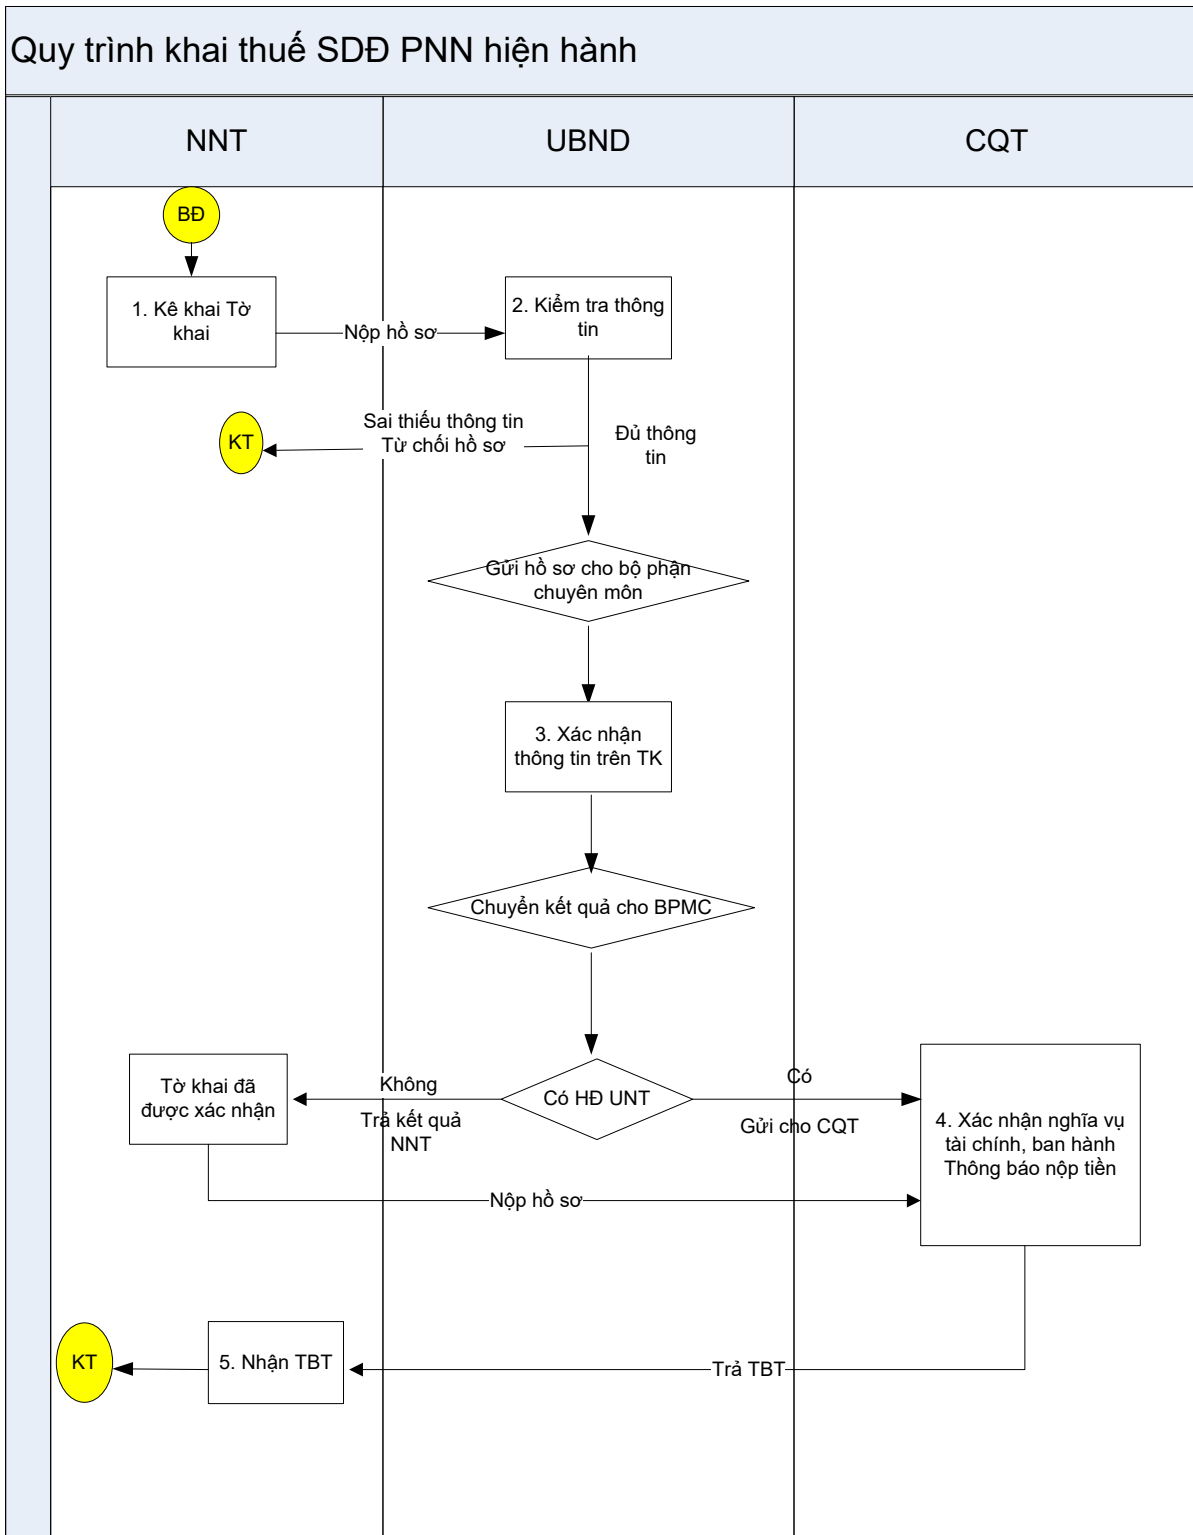 Quy trình khai thuế SDĐ PNN hiện hành
NNT
UBND
CQT
BĐ
1. Kê khai Tờ
khai
Nộp hồ sơ
2. Kiểm tra thông
tin
Sai thiếu thông tin
Từ chối hồ sơ
KT
Đủ thông
tin
Gửi hồ sơ cho bộ phận
chuyên môn
3. Xác nhận
thông tin trên TK
Chuyển kết quả cho BPMC
Có HĐ UNT
Không
Trả kết quả
NNT
Tờ khai đã
được xác nhận
Có
Gửi cho CQT
4. Xác nhận nghĩa vụ
tài chính, ban hành
Thông báo nộp tiền
Nộp hồ sơ
Trả TBT
5. Nhận TBT
KT